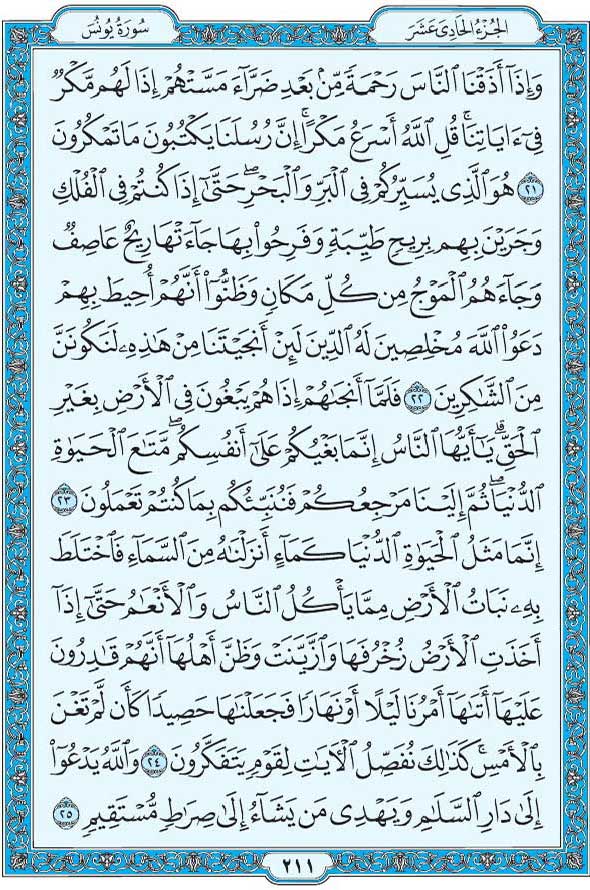 الجُزْءُ الحَادِي عَشَرَ
سُورَةُ يُونُسَ
وَإِذَآ أَذَقْنَا ٱلنَّاسَ رَحْمَةً مِّنۢ بَعْدِ ضَرَّآءَ مَسَّتْهُمْ إِذَا لَهُم مَّكْرٌ
فِىٓ ءَايَاتِنَا ۚ قُلِ ٱللَّهُ أَسْرَعُ مَكْرًا ۚ إِنَّ رُسُلَنَا يَكْتُبُونَ مَا تَمْكُرُونَ
٢١ هُوَ ٱلَّذِى يُسَيِّرُكُمْ فِى ٱلْبَرِّ وَٱلْبَحْرِ ۖ حَتَّىٰٓ إِذَا كُنتُمْ فِى ٱلْفُلْكِ
وَجَرَيْنَ بِهِم بِرِيحٍ طَيِّبَةٍ وَفَرِحُوا۟ بِهَا جَآءَتْهَا رِيحٌ عَاصِفٌ
وَجَآءَهُمُ ٱلْمَوْجُ مِن كُلِّ مَكَانٍ وَظَنُّوٓا۟ أَنَّهُمْ أُحِيطَ بِهِمْ
دَعَوُا۟ ٱللَّهَ مُخْلِصِينَ لَهُ ٱلدِّينَ لَئِنْ أَنجَيْتَنَا مِنْ هَٰذِهِۦ لَنَكُونَنَّ
مِنَ ٱلشَّٰكِرِينَ ٢٢ فَلَمَّآ أَنجَىٰهُمْ إِذَا هُمْ يَبْغُونَ فِى ٱلْأَرْضِ بِغَيْرِ
ٱلْحَقِّ ۗ يَٰٓأَيُّهَا ٱلنَّاسُ إِنَّمَا بَغْيُكُمْ عَلَىٰٓ أَنفُسِكُم ۖ مَّتَٰعَ ٱلْحَيَوٰةِ
ٱلدُّنْيَا ۖ ثُمَّ إِلَيْنَا مَرْجِعُكُمْ فَنُنَبِّئُكُم بِمَا كُنتُمْ تَعْمَلُونَ ٢٣
إِنَّمَا مَثَلُ ٱلْحَيَوٰةِ ٱلدُّنْيَا كَمَآءٍ أَنزَلْنَٰهُ مِنَ ٱلسَّمَآءِ فَٱخْتَلَطَ
بِهِۦ نَبَاتُ ٱلْأَرْضِ مِمَّا يَأْكُلُ ٱلنَّاسُ وَٱلْأَنْعَٰمُ حَتَّىٰٓ إِذَآ
أَخَذَتِ ٱلْأَرْضُ زُخْرُفَهَا وَٱزَّيَّنَتْ وَظَنَّ أَهْلُهَآ أَنَّهُمْ قَٰدِرُونَ
عَلَيْهَآ أَتَىٰهَآ أَمْرُنَا لَيْلًا أَوْ نَهَارًا فَجَعَلْنَٰهَا حَصِيدًا كَأَن لَّمْ تَغْنَ
بِٱلْأَمْسِ ۚ كَذَٰلِكَ نُفَصِّلُ ٱلْءَايَٰتِ لِقَوْمٍ يَتَفَكَّرُونَ ٢٤ وَٱللَّهُ يَدْعُوٓا۟
إِلَىٰ دَارِ ٱلسَّلَٰمِ وَيَهْدِى مَن يَشَآءُ إِلَىٰ صِرَٰطٍ مُّسْتَقِيمٍ ٢٥
٢١١